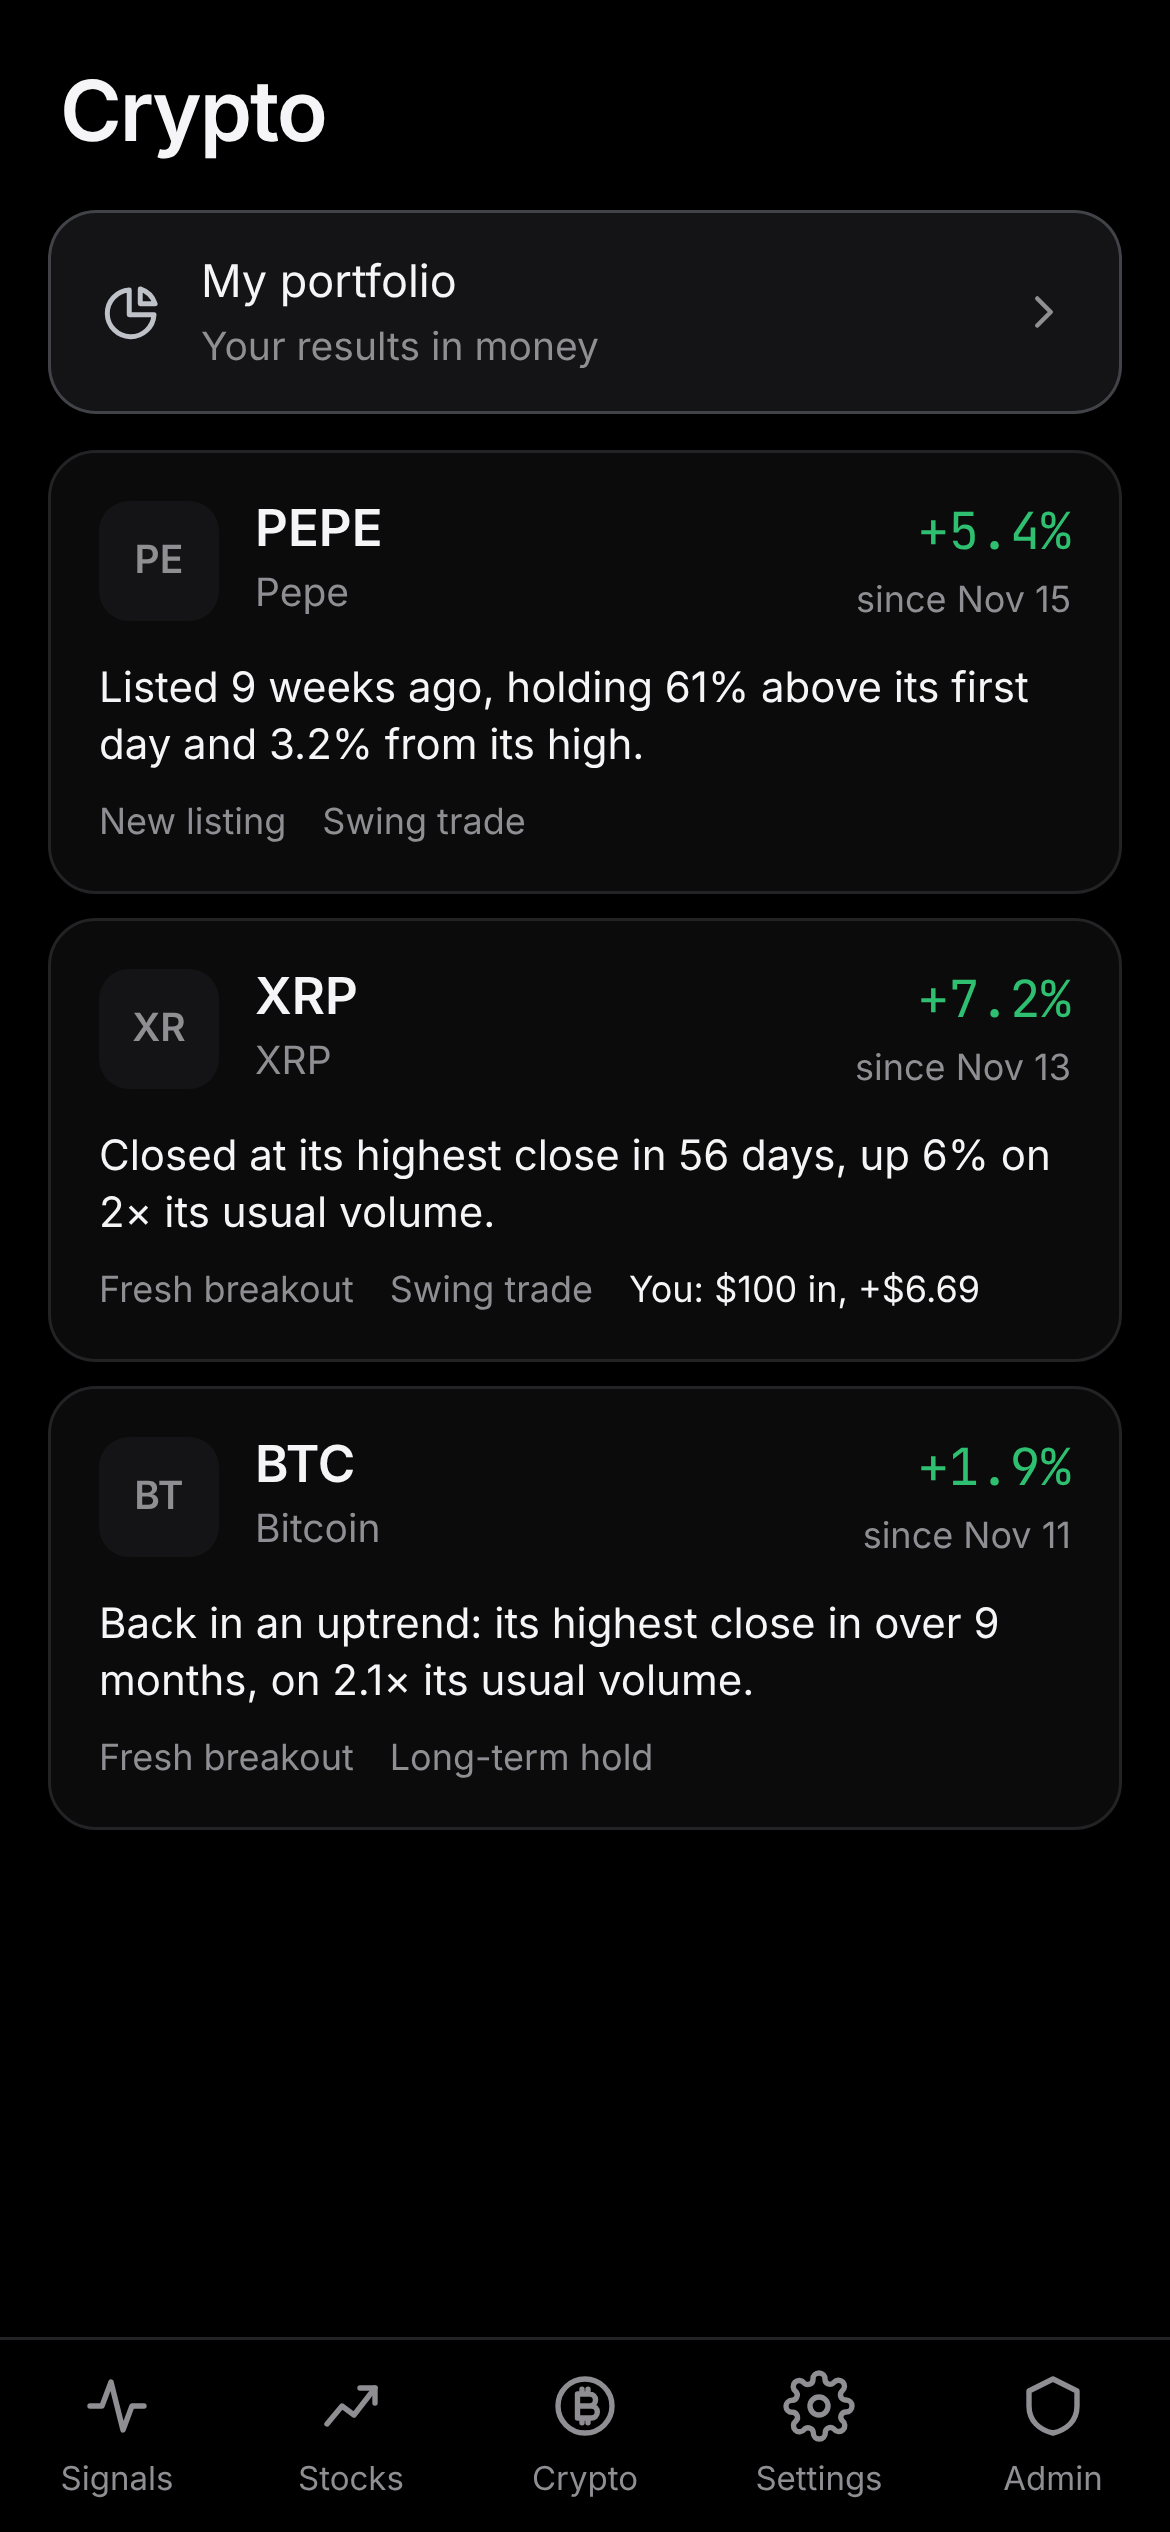 Crypto
My portfolio
Your results in money
PE
PEPE
Pepe
+5.4%
since Nov 15
Listed 9 weeks ago, holding 61% above its first
day and 3.2% from its high.
New listing Swing trade
XR
XRP
XRP
+7.2%
since Nov 13
Closed at its highest close in 56 days, up 6% on
2× its usual volume.
Fresh breakout Swing trade You: $100 in, +$6.69
BT
BTC
Bitcoin
+1.9%
since Nov 11
Back in an uptrend: its highest close in over 9
months, on 2.1× its usual volume.
Fresh breakout Long-term hold
Signals Stocks Crypto Settings Admin